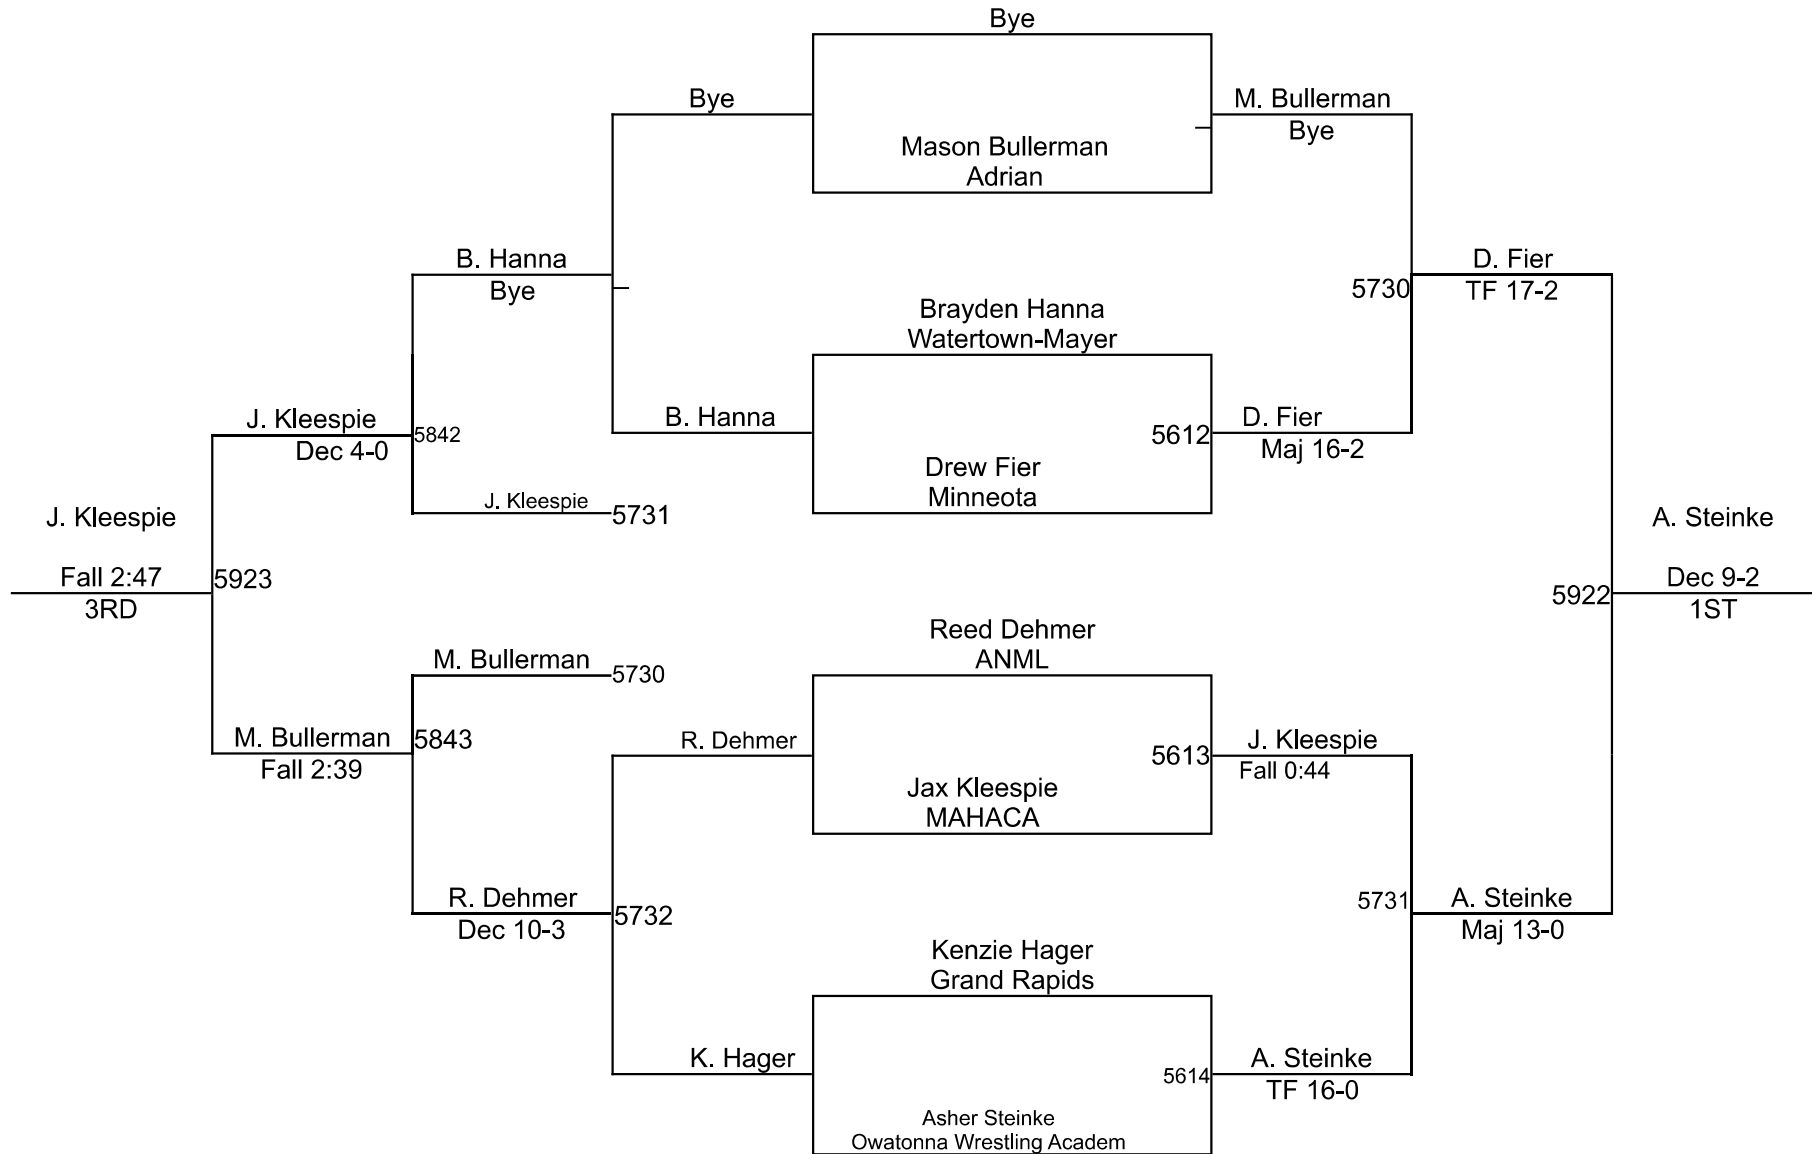 Bye
Bye
M. Bullerman
Bye
Mason Bullerman
Adrian
B. Hanna
Bye
D. Fier
TF 17-2
5730
Brayden Hanna
Watertown-Mayer
J. Kleespie
Dec 4-0
5842
B. Hanna
5612
D. Fier
Maj 16-2
Drew Fier
Minneota
J. Kleespie
5731
J. Kleespie
A. Steinke
Fall 2:47
3RD
5923
5922
Dec 9-2
1ST
Reed Dehmer
ANML
M. Bullerman
5730
M. Bullerman
Fall 2:39
5843
R. Dehmer
5613
J. Kleespie
Fall 0:44
Jax Kleespie
MAHACA
R. Dehmer
Dec 10-3
5732
5731
A. Steinke
Maj 13-0
Kenzie Hager
Grand Rapids
K. Hager
5614
A. Steinke
TF 16-0
Asher Steinke
Owatonna Wrestling Academ